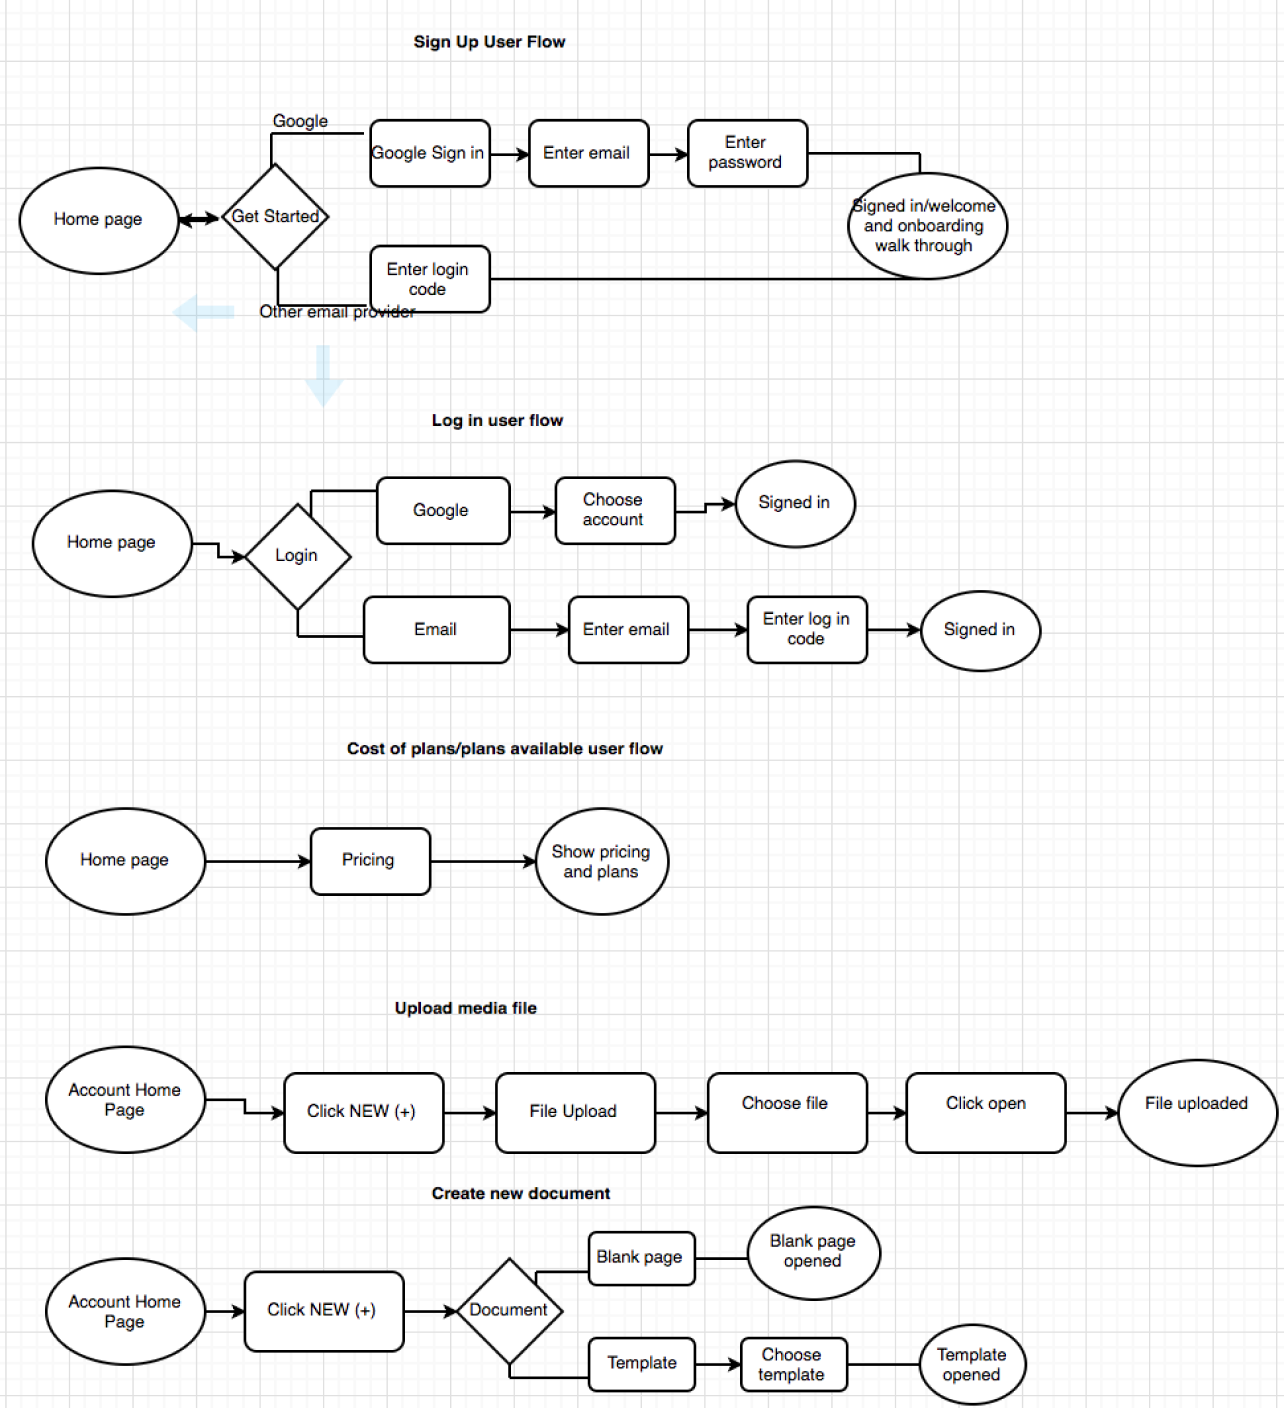 Sign Up User Flow
Google
Google Sign in
Enter email
Enter
password
Home page
Get Started
Signed in/welcome
and onboarding
walk through
Enter login
code
Other email provider
Log in user flow
Google
Choose
account
Signed in
Home page
Login
Email
Enter email
Enter log in
code
Signed in
Cost of plans/plans available user flow
Home page
Pricing
Show pricing
and plans
Upload media file
Account Home
Page
Click NEW (+)
File Upload
Choose file
Click open
File uploaded
Create new document
Account Home
Page
Click NEW (+)
Document
Blank page
Blank page
opened
Template
Choose
template
Template
opened